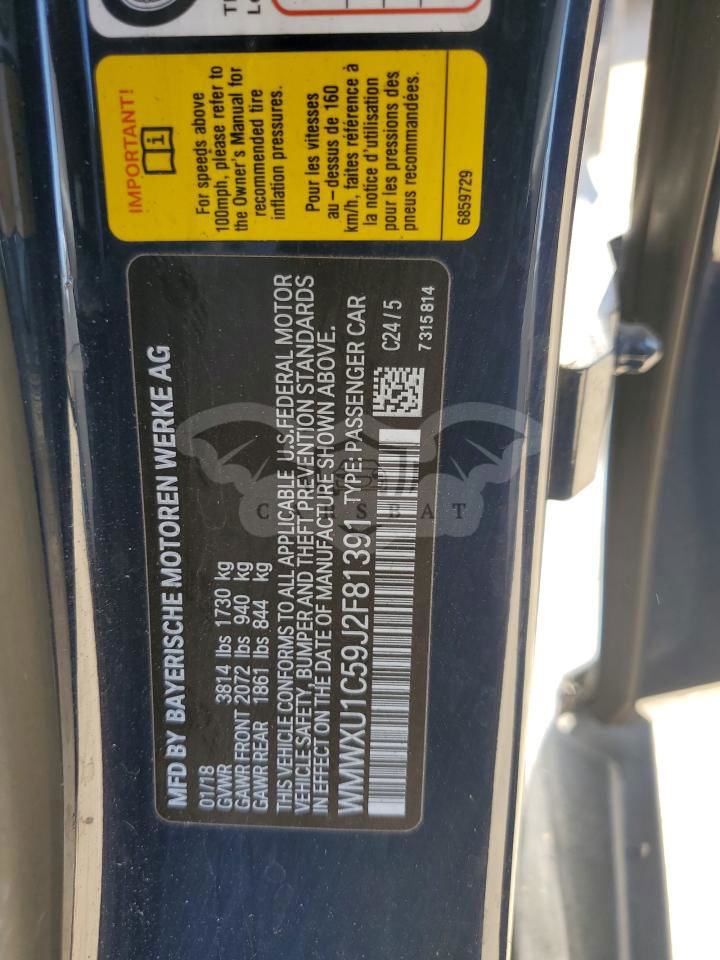 IMPORTANT!
For speeds above
100mph, please refer to
the Owner's Manual for
recommended tire
inflation pressures.
Pour les vitesses
au - dessus de 160
km/h, faites référence à
la notice d'utilisation
pour les pressions des
pneus recommandées.
6859729
MFD BY BAYERISCHE MOTOREN WERKE AG
01/18
GVWR 3814 lbs 1730 kg
GAWR FRONT 2072 lbs 940 kg
GAWR REAR 1861 lbs 844 kg
THIS VEHICLE CONFORMS TO ALL APPLICABLE U.S. FEDERAL MOTOR
VEHICLE SAFETY, BUMPER AND THEFT PREVENTION STANDARDS
IN EFFECT ON THE DATE OF MANUFACTURE SHOWN ABOVE.
WMWXU1C59J2F81391 TYPE: PASSENGER CAR
C24/5
7 315 814